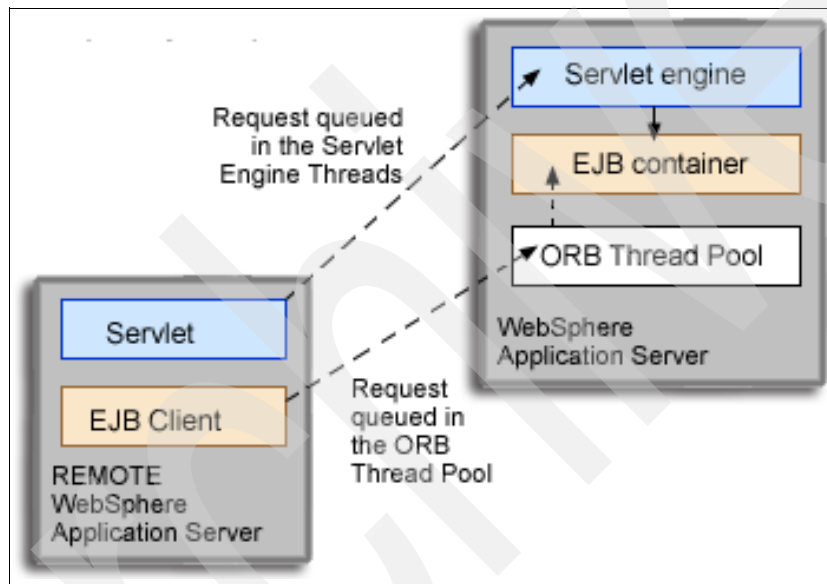 Servlet engine
Request queued
in the Servlet
Engine Threads
EJB container
ORB Thread Pool
WebSphere
Application Server
Servlet
EJB Client
REMOTE
WebSphere
Application Server
Request
queued in
the ORB
Thread Pool